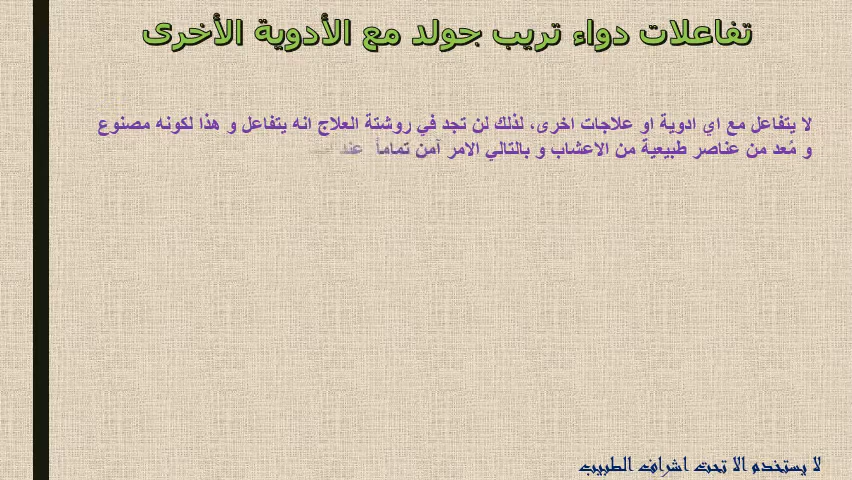 تفاعلات دواء تريب جولد مع الأدوية الأخرى
لا يتفاعل مع اي ادوية او علاجات اخرى، لذلك لن تجد في روشتة العلاج انه يتفاعل و هذا لكونه مصنوع
و مُعد من عناصر طبيعية من الاعشاب و بالتالي الامر آمن تماماً عند
لا يستخدم الا تحت اشراف الطبيب